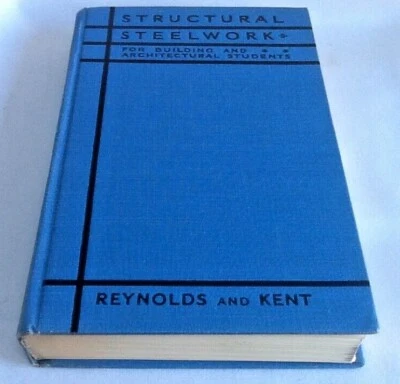 STRUCTURAL
STEELWORK
FOR BUILDING AND
ARCHITECTURAL STUDENTS
REYNOLDS AND KENT